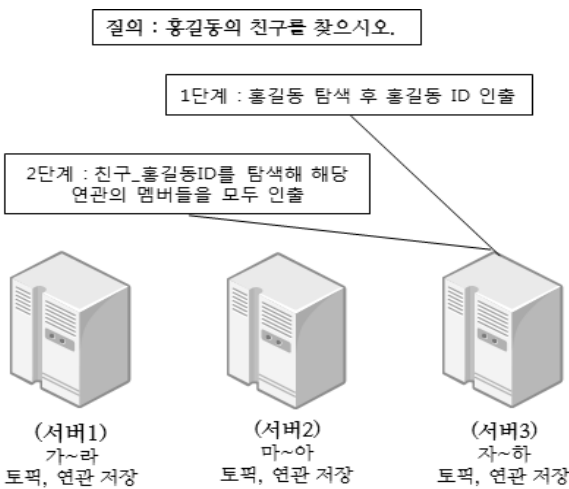 질의 : 홍길동의 친구를 찾으시오.
1단계 : 홍길동 탐색 후 홍길동 ID 인출
2단계 : 친구_홍길동ID를 탐색해 해당
연관의 멤버들을 모두 인출
(서버1)
가~라
토픽, 연관 저장
(서버2)
마~아
토픽, 연관 저장
(서버3)
자~하
토픽, 연관 저장